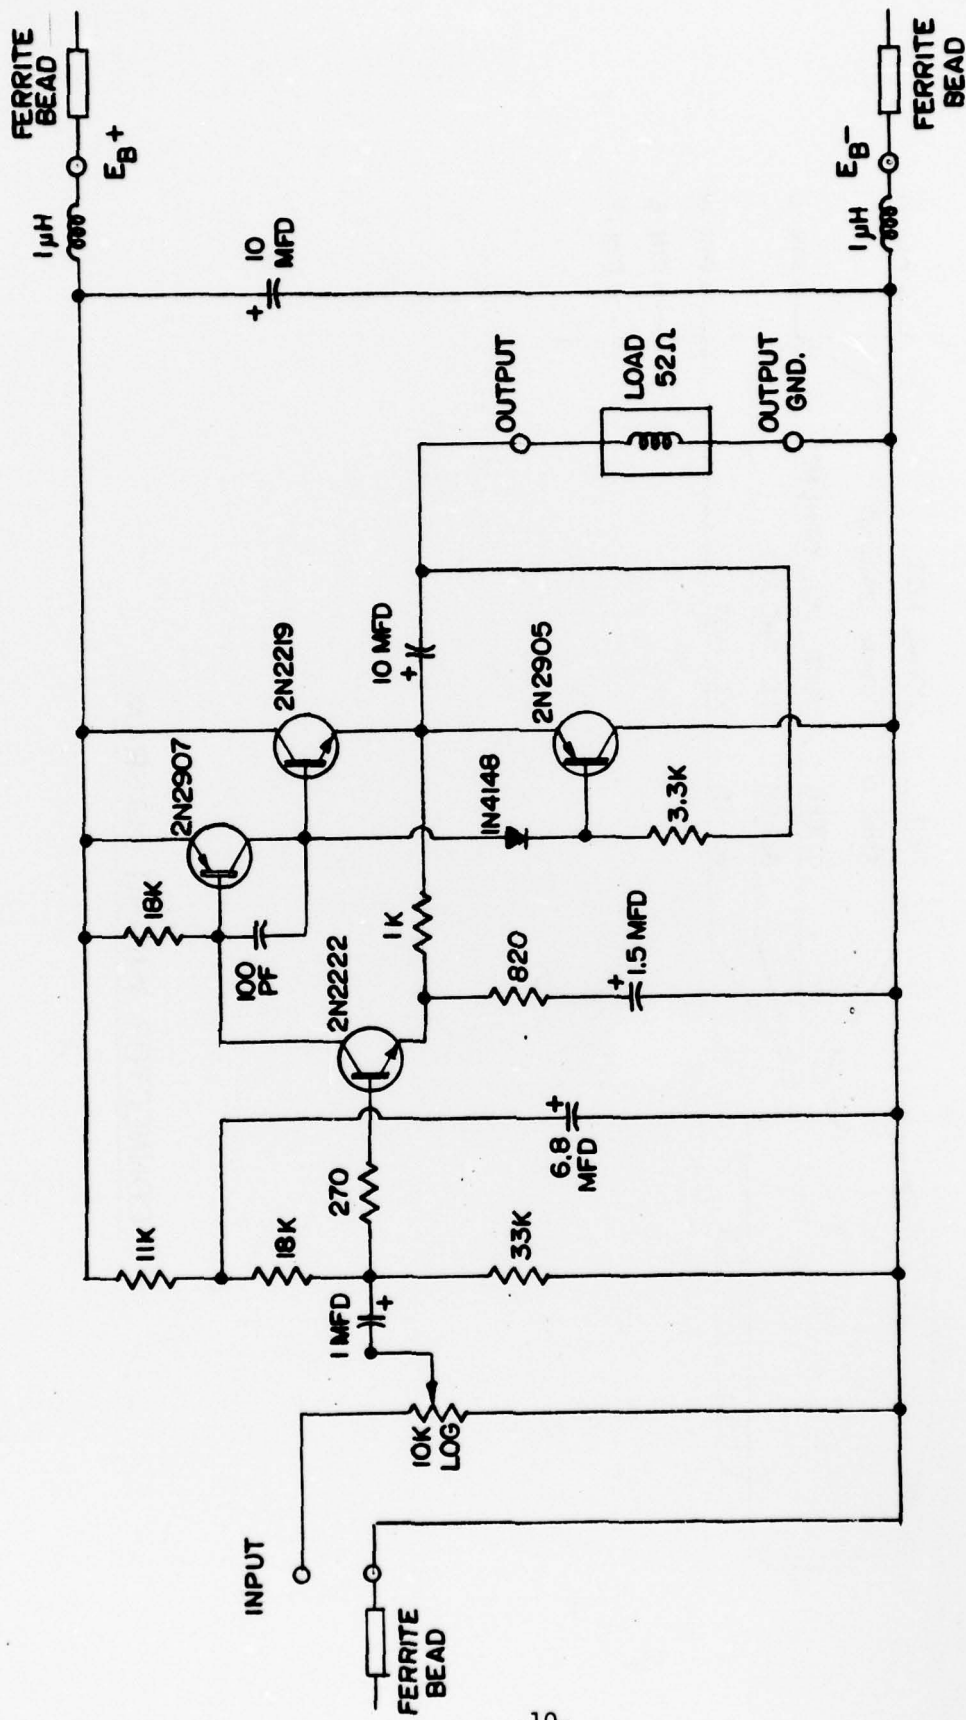 INPUT
FERRITE
BEAD
10K
LOG
1 MFD
+
11K
18K
270
33K
6.8
MFD
+
2N2222
18K
100
PF
2N2907
2N2219
1K
820
+
1.5 MFD
1N4148
3.3K
10 MFD
+
2N2905
OUTPUT
LOAD
52Ω
OUTPUT
GND.
10
MFD
+
1μH
EB+
FERRITE
BEAD
1μH
EB-
FERRITE
BEAD
10